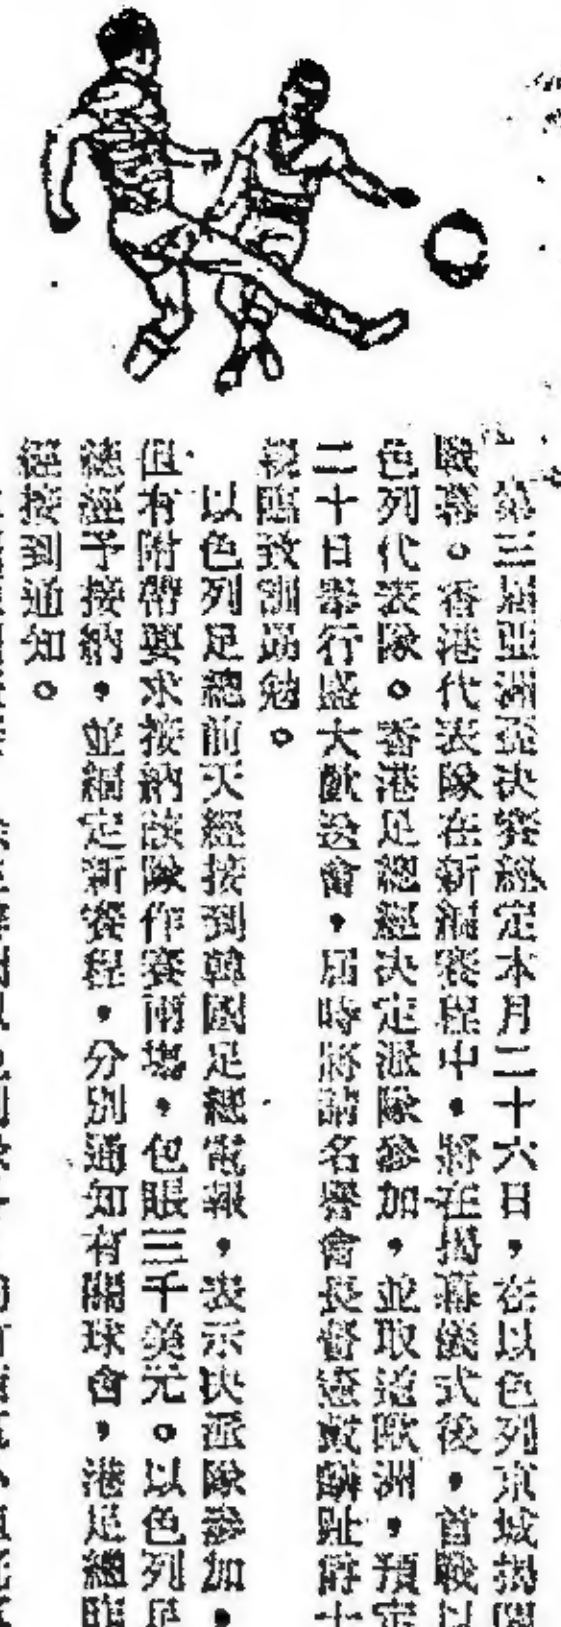 第三屆亞洲盃決賽經定本月二十六日，在以色列京城揭開
戰幕。香港代表隊在新編賽程中，將在揭幕儀式後，首戰以
色列代表隊。香港足總經決定派隊參加，並取道歐洲，預定
二十日舉行盛大歡送會，屆時將請名譽會長督憲戴麟趾爵士
親臨致訓勗勉。
以色列足總前天經接到韓國足總電報，表示決派隊參加，
但有附帶要求接納該隊作賽兩場，包賬三千美元。以色列足
總經予接納，並編定新賽程，分別通知有關球會，港足總昨
經接到通知。